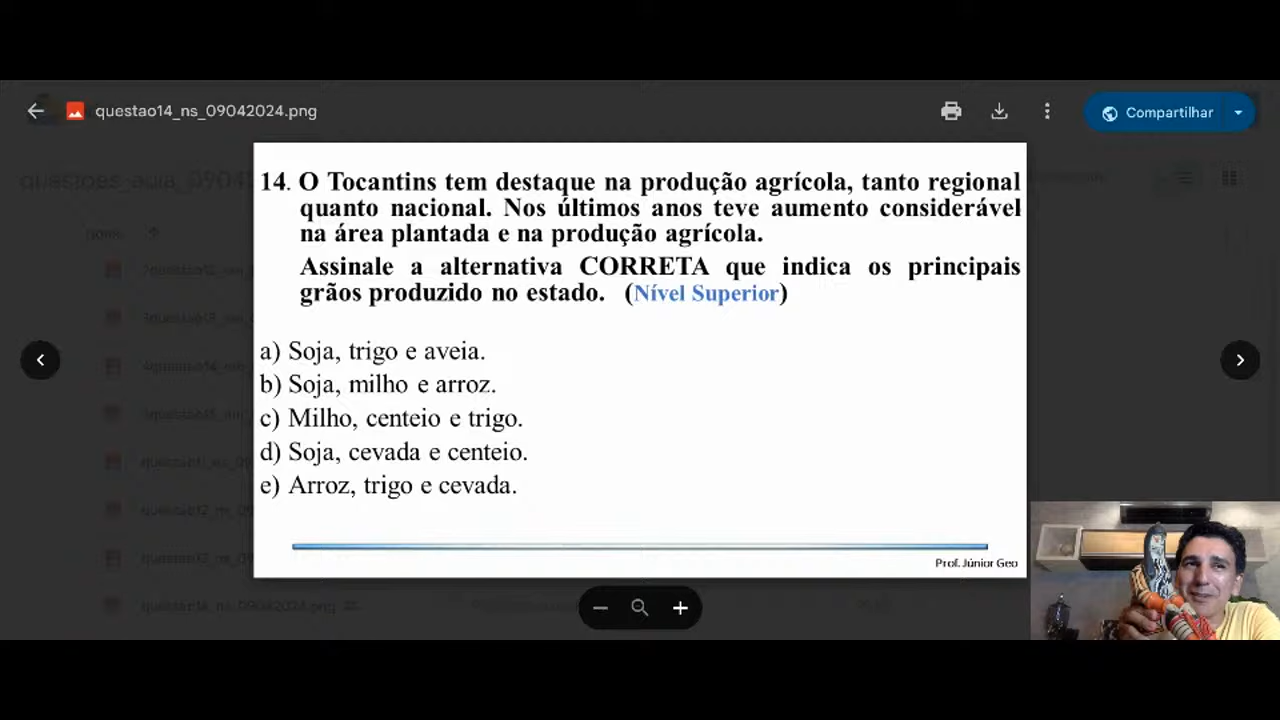 questao14_ns_09042024.png
Compartilhar
14. O Tocantins tem destaque na produção agrícola, tanto regional
quanto nacional. Nos últimos anos teve aumento considerável
na área plantada e na produção agrícola.
Assinale a alternativa CORRETA que indica os principais
grãos produzido no estado. (Nível Superior)
a) Soja, trigo e aveia.
b) Soja, milho e arroz.
c) Milho, centeio e trigo.
d) Soja, cevada e centeio.
e) Arroz, trigo e cevada.
Prof. Júnior Geo